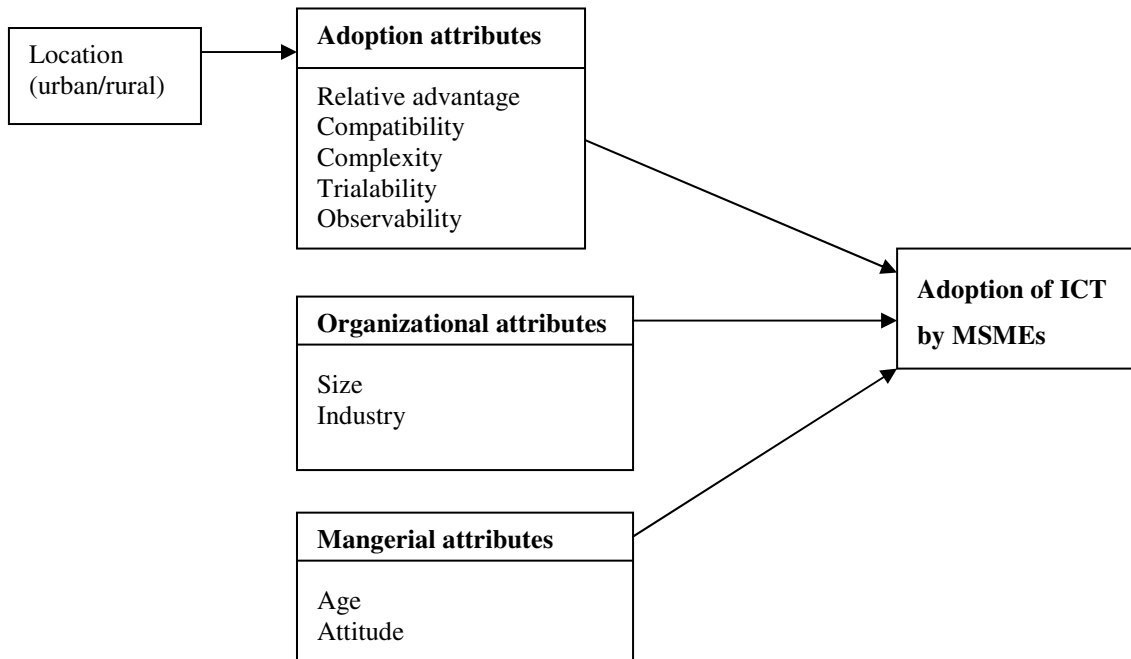 Location
(urban/rural)
Adoption attributes
Relative advantage
Compatibility
Complexity
Trialability
Observability
Organizational attributes
Size
Industry
Mangerial attributes
Age
Attitude
Adoption of ICT
by MSMEs